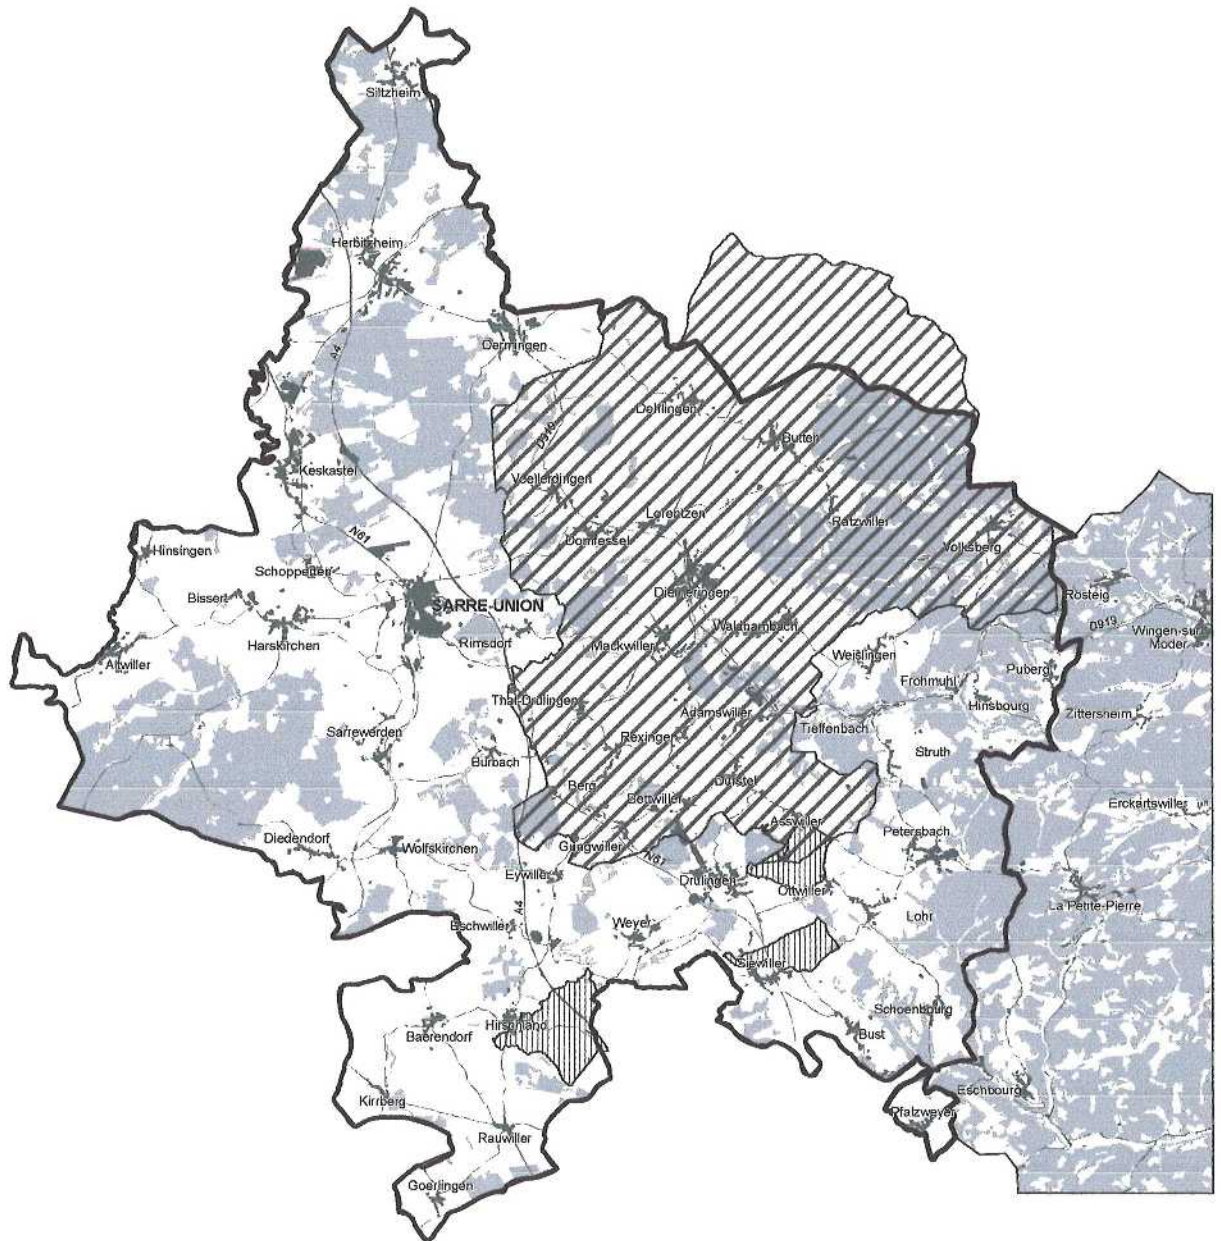 Siltzheim
Herbitzheim
A4
Oermingen
Dehlingen
Butten
D919
Keskastel
Voellerdingen
Lorentzen
Ratzwiller
Domfessel
Volksberg
N61
Hinsingen
Schopperten
Diemeringen
Rosteig
Bissert
SARRE-UNION
D919
Wingen-sur-
Moder
Harskirchen
Rimsdorf
Mackwiller
Waldhambach
Altwiller
Weislingen
Puberg
Frohmuhl
Hinsbourg
Thal-Drulingen
Adamswiller
Zittersheim
Tieffenbach
Sarrewerden
Rexingen
Struth
Burbach
Durstel
Berg
Bettwiller
Erckartswiller
Asswiller
Petersbach
Diedendorf
Wolfskirchen
Gungwiller
N61
Eywiller
Drulingen
Ottwiller
La Petite-Pierre
A4
Lohr
Eschwiller
Weyer
Siewiller
Schoenbourg
Hirschland
Baerendorf
Bust
Eschbourg
Kirrberg
Pfalzweyer
Rauwiller
Goerlingen